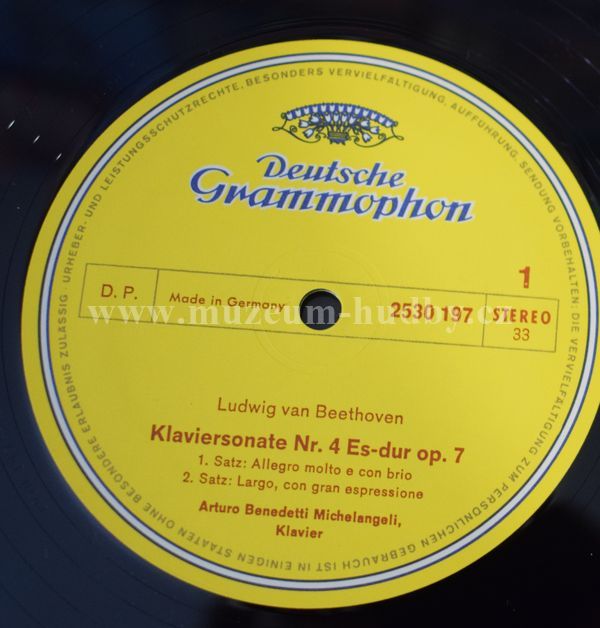 URHEBER- UND LEISTUNGSSCHUTZRECHTE, BESONDERS VERVIELFÄLTIGUNG, AUFFÜHRUNG, SENDUNG VORBEHALTEN · DIE VERVIELFÄLTIGUNG ZUM PERSÖNLICHEN GEBRAUCH IST IN EINIGEN STAATEN OHNE BESONDERE ERLAUBNIS ZULÄSSIG ·
Deutsche
Grammophon
1
D. P. Made in Germany 2530 197 STEREO
33
www.muzeum-hudby.cz
Ludwig van Beethoven
Klaviersonate Nr. 4 Es-dur op. 7
1. Satz: Allegro molto e con brio
2. Satz: Largo, con gran espressione
Arturo Benedetti Michelangeli,
Klavier